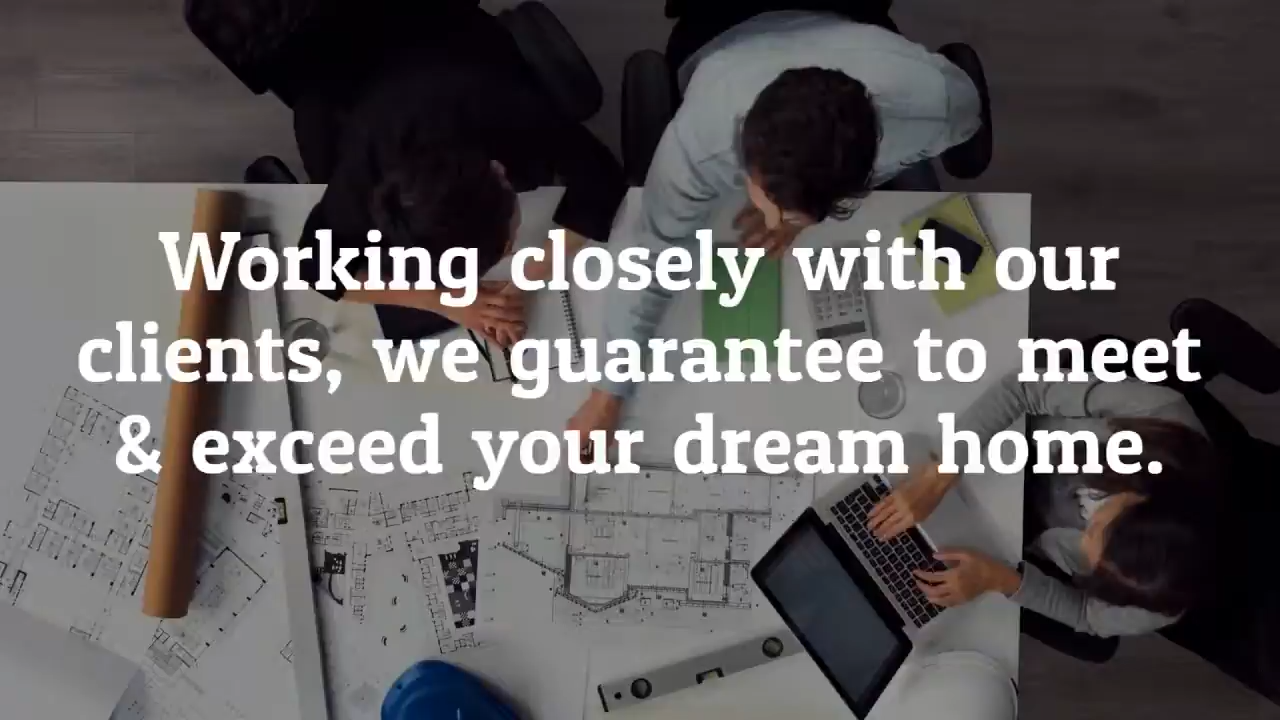 Working closely with our
clients, we guarantee to meet
& exceed your dream home.